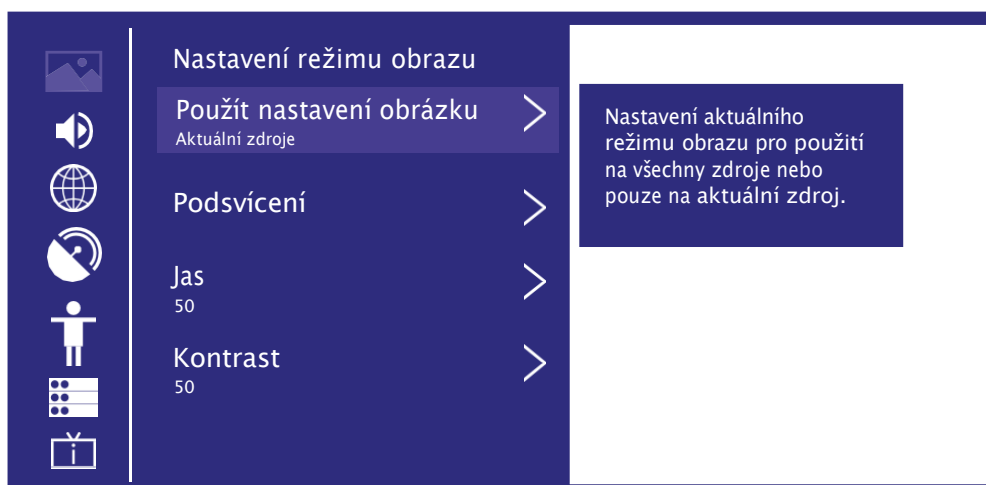 Nastavení režimu obrazu
Použít nastavení obrázku
Aktuální zdroje
Podsvícení
Jas
50
Kontrast
50
Nastavení aktuálního
režimu obrazu pro použití
na všechny zdroje nebo
pouze na aktuální zdroj.
i